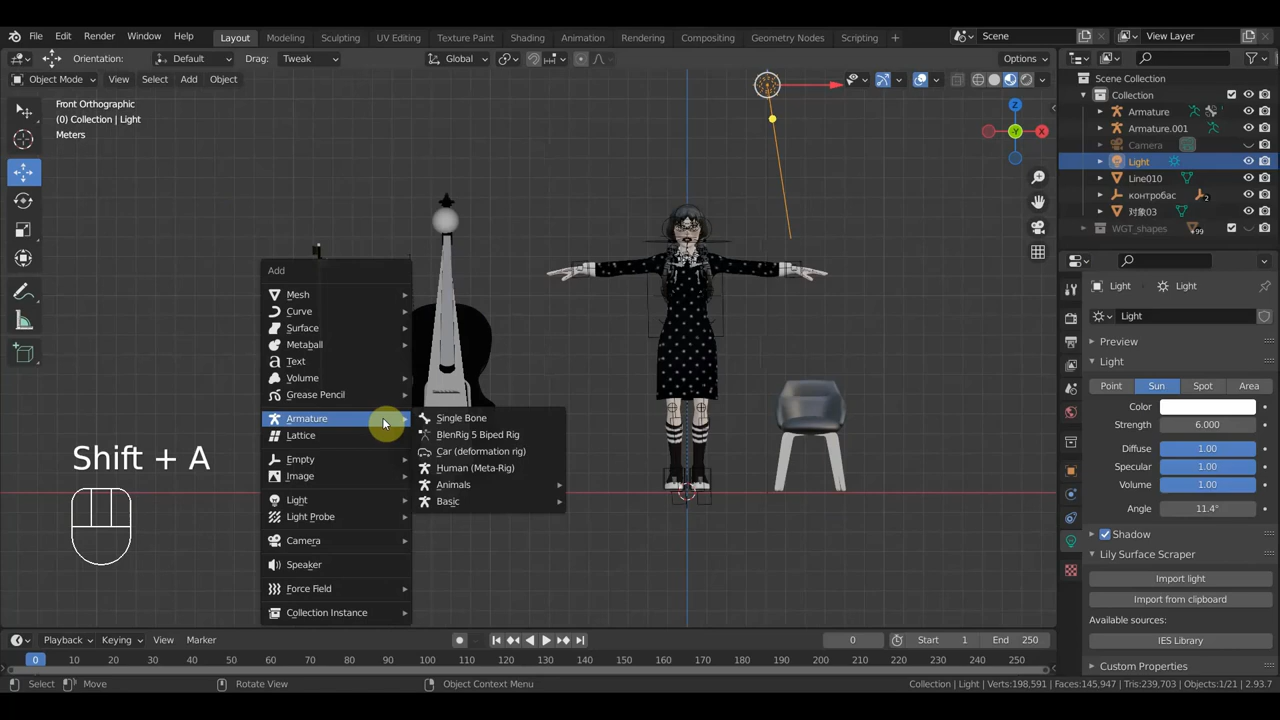 File Edit Render Window Help Layout Modeling Sculpting UV Editing Texture Paint Shading Animation Rendering Compositing Geometry Nodes Scripting + Scene View Layer
Orientation: Default Drag: Tweak Global Options
Object Mode View Select Add Object
Front Orthographic
(0) Collection | Light
Meters
Z
X
-Y
Scene Collection
Collection
Armature
Armature.001
Camera
Light
Line010
контробас 2
对象03
WGT_shapes 99
Add
Mesh
Curve
Surface
Metaball
Text
Volume
Grease Pencil
Armature
Lattice
Empty
Image
Light
Light Probe
Camera
Speaker
Force Field
Collection Instance
Single Bone
BlenRig 5 Biped Rig
Car (deformation rig)
Human (Meta-Rig)
Animals
Basic
Shift + A
Light Light
Light
Preview
Light
Point Sun Spot Area
Color
Strength 6.000
Diffuse 1.00
Specular 1.00
Volume 1.00
Angle 11.4°
Shadow
Lily Surface Scraper
Import light
Import from clipboard
Available sources:
IES Library
Custom Properties
Playback Keying View Marker 0 Start 1 End 250
0 10 20 30 40 50 60 70 80 90 100 110 120 130 140 150 160 170 180 190 200 210 220 230 240 250
Select Move Rotate View Object Context Menu Collection | Light | Verts:198,591 | Faces:145,947 | Tris:239,703 | Objects:1/21 | 2.93.7